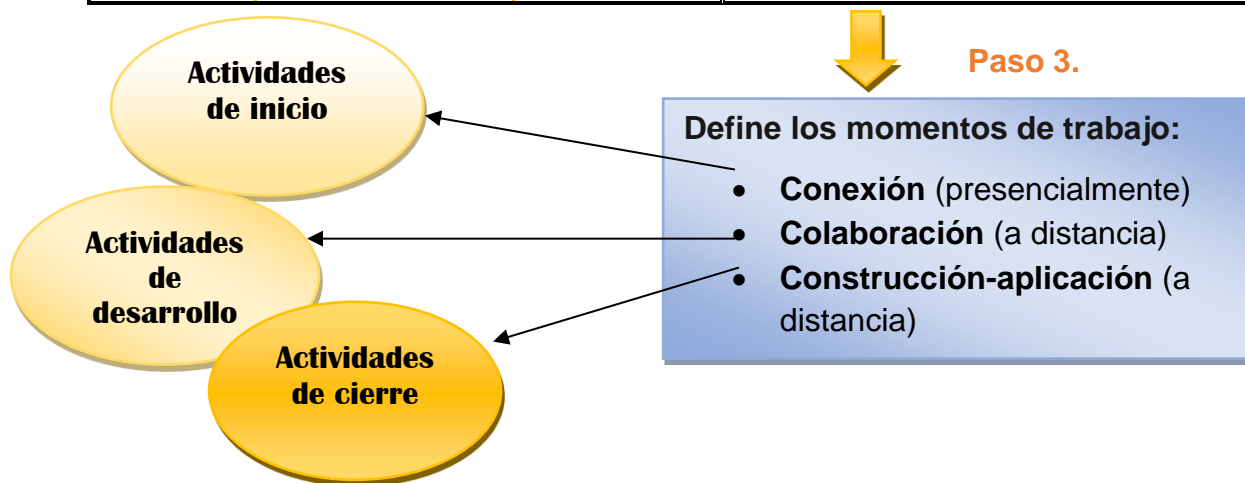 Paso 3.
Actividades
de inicio
Define los momentos de trabajo:
• Conexión (presencialmente)
• Colaboración (a distancia)
• Construcción-aplicación (a
distancia)
Actividades
de
desarrollo
Actividades
de cierre